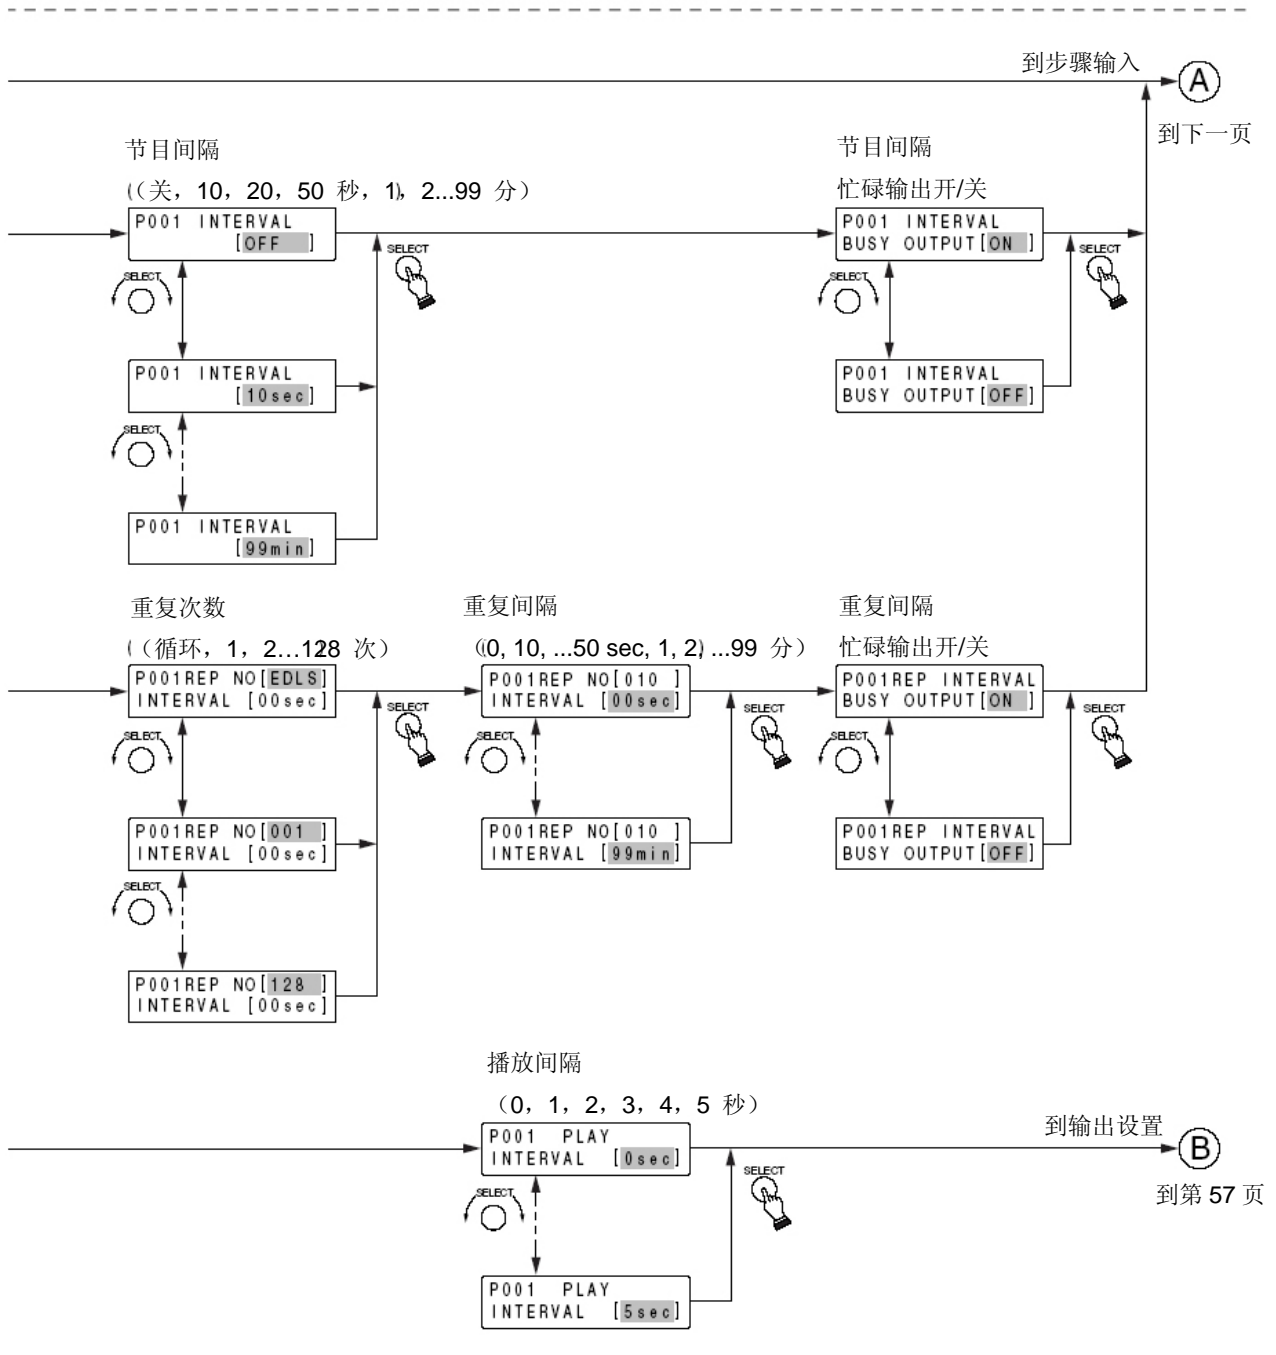 到步骤输入
A
到下一页
节目间隔
((关，10，20，50 秒，1)，2...99 分）
节目间隔
忙碌输出开/关
P001 INTERVAL
[OFF ]
SELECT
P001 INTERVAL
BUSY OUTPUT[ON ]
SELECT
SELECT
SELECT
P001 INTERVAL
[10sec]
P001 INTERVAL
BUSY OUTPUT[OFF]
SELECT
P001 INTERVAL
[99min]
重复次数
((循环，1，2…128 次）
重复间隔
((0, 10, ...50 sec, 1, 2) ...99 分）
重复间隔
忙碌输出开/关
P001REP NO[EDLS]
INTERVAL [00sec]
SELECT
P001REP NO[010 ]
INTERVAL [00sec]
SELECT
P001REP INTERVAL
BUSY OUTPUT[ON ]
SELECT
SELECT
SELECT
SELECT
P001REP NO[001 ]
INTERVAL [00sec]
P001REP NO[010 ]
INTERVAL [99min]
P001REP INTERVAL
BUSY OUTPUT[OFF]
SELECT
P001REP NO[128 ]
INTERVAL [00sec]
播放间隔
（0，1，2，3，4，5 秒）
P001 PLAY
INTERVAL [0sec]
SELECT
到输出设置
B
到第 57 页
SELECT
P001 PLAY
INTERVAL [5sec]